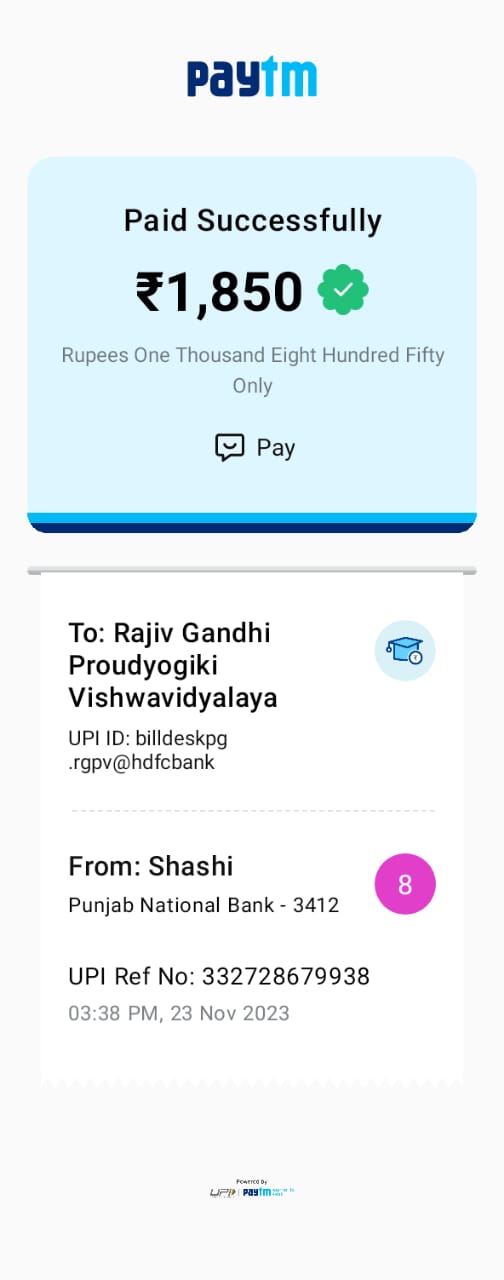 paytm
Paid Successfully
₹1,850
Rupees One Thousand Eight Hundred Fifty
Only
Pay
To: Rajiv Gandhi
Proudyogiki
Vishwavidyalaya
UPI ID: billdeskpg
.rgpv@hdfcbank
From: Shashi
8
Punjab National Bank - 3412
UPI Ref No: 332728679938
03:38 PM, 23 Nov 2023
Powered by
UPI paytm